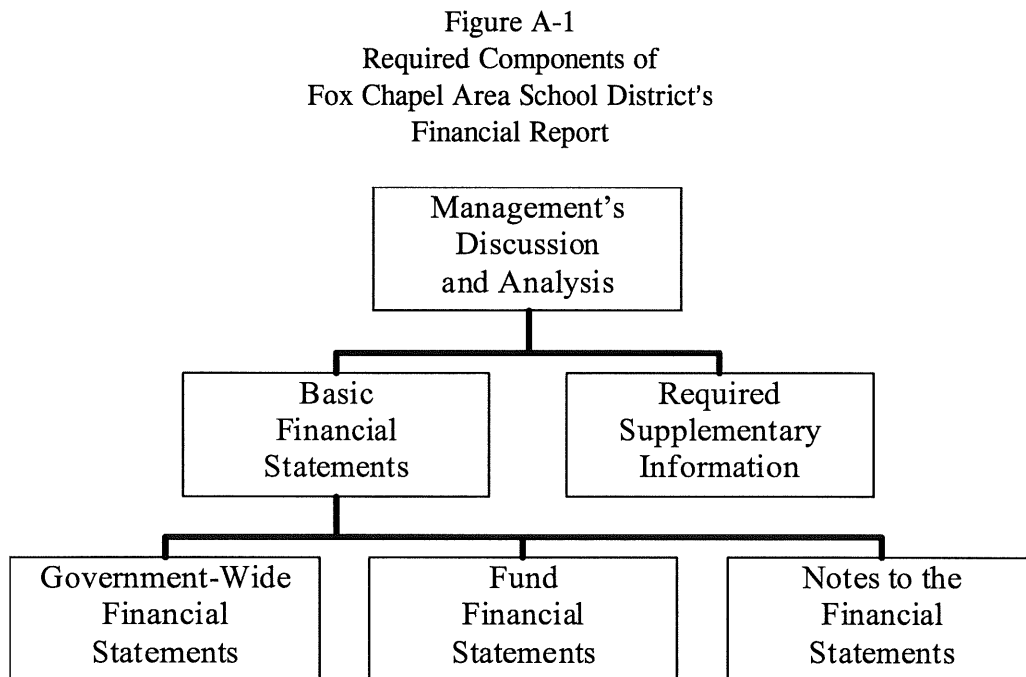 Figure A-1
Required Components of
Fox Chapel Area School District's
Financial Report
Management’s
Discussion
and Analysis
Basic
Financial
Statements
Required
Supplementary
Information
Government-Wide
Financial
Statements
Fund
Financial
Statements
Notes to the
Financial
Statements